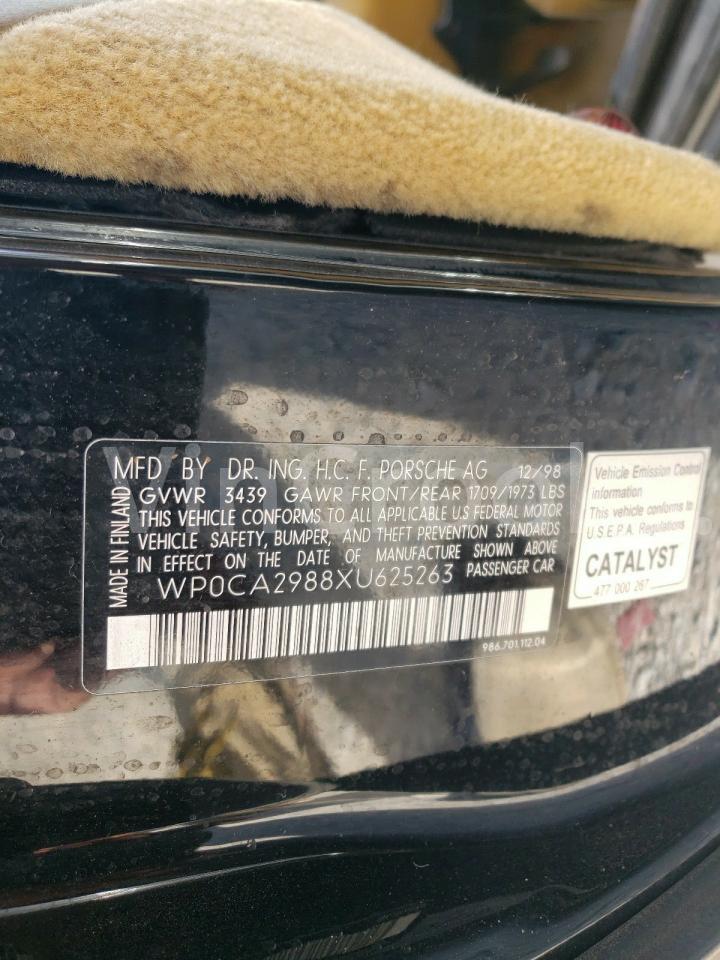 MFD BY DR. ING. H.C. F. PORSCHE AG 12/98
GVWR 3439 GAWR FRONT/REAR 1709/1973 LBS
THIS VEHICLE CONFORMS TO ALL APPLICABLE U.S FEDERAL MOTOR
VEHICLE, SAFETY, BUMPER, AND THEFT PREVENTION STANDARDS
IN EFFECT ON THE DATE OF MANUFACTURE SHOWN ABOVE
WP0CA2988XU625263 PASSENGER CAR
986.701.112.04
MADE IN FINLAND
Vehicle Emission Control
information
This vehicle conforms to
U.S.E.P.A. Regulations
CATALYST
477 000 267